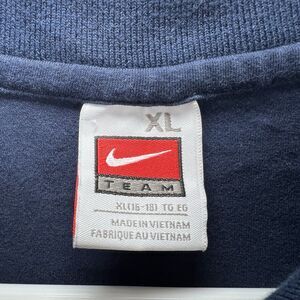 XL
TEAM
XL(16-18) TG EG
MADE IN VIETNAM
FABRIQUE AU VIETNAM